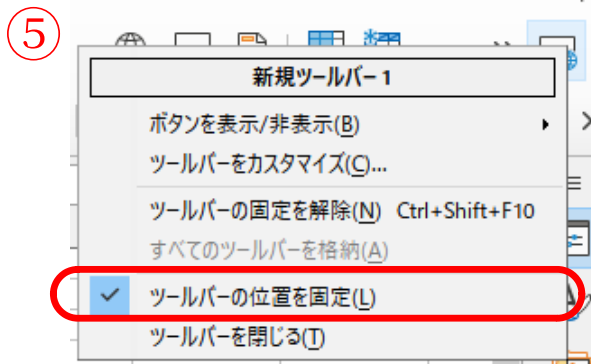 ⑤
新規ツールバー 1
ボタンを表示/非表示(B)
ツールバーをカスタマイズ(C)...
ツールバーの固定を解除(N) Ctrl+Shift+F10
すべてのツールバーを格納(A)
ツールバーの位置を固定(L)
ツールバーを閉じる(T)